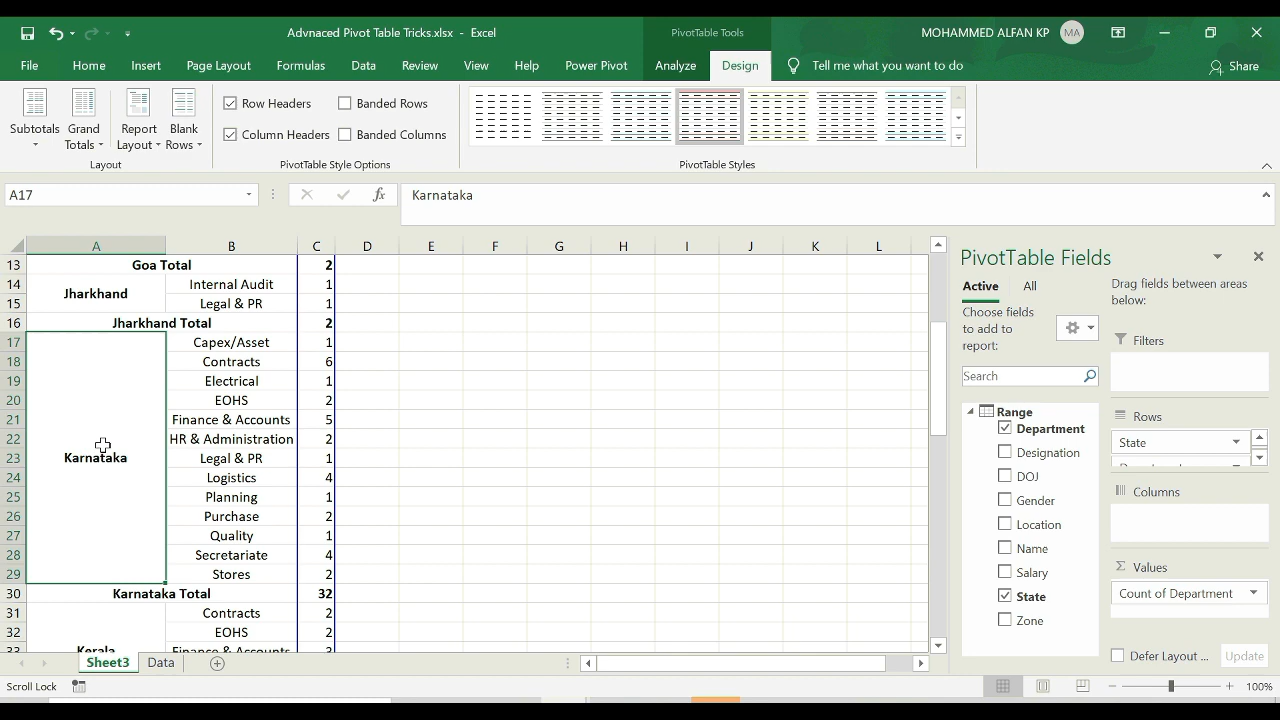 Advnaced Pivot Table Tricks.xlsx - Excel
PivotTable Tools
MOHAMMED ALFAN KP
MA
File Home Insert Page Layout Formulas Data Review View Help Power Pivot Analyze Design Tell me what you want to do Share
Subtotals
Grand Totals
Report Layout
Blank Rows
Layout
Row Headers
Banded Rows
Column Headers
Banded Columns
PivotTable Style Options
PivotTable Styles
A17
fx
Karnataka
A B C D E F G H I J K L
13 Goa Total 2
14 Internal Audit 1
Jharkhand
15 Legal & PR 1
16 Jharkhand Total 2
17 Capex/Asset 1
18 Contracts 6
19 Electrical 1
20 EOHS 2
21 Finance & Accounts 5
22 HR & Administration 2
23 Karnataka Legal & PR 1
24 Logistics 4
25 Planning 1
26 Purchase 2
27 Quality 1
28 Secretariate 4
29 Stores 2
30 Karnataka Total 32
31 Contracts 2
32 EOHS 2
33 Kerala Finance & Accounts 3
Sheet3 Data
Scroll Lock
100%
PivotTable Fields
Active All
Choose fields
to add to
report:
Search
Range
Department
Designation
DOJ
Gender
Location
Name
Salary
State
Zone
Drag fields between areas
below:
Filters
Rows
State
Columns
Σ Values
Count of Department
Defer Layout ...
Update